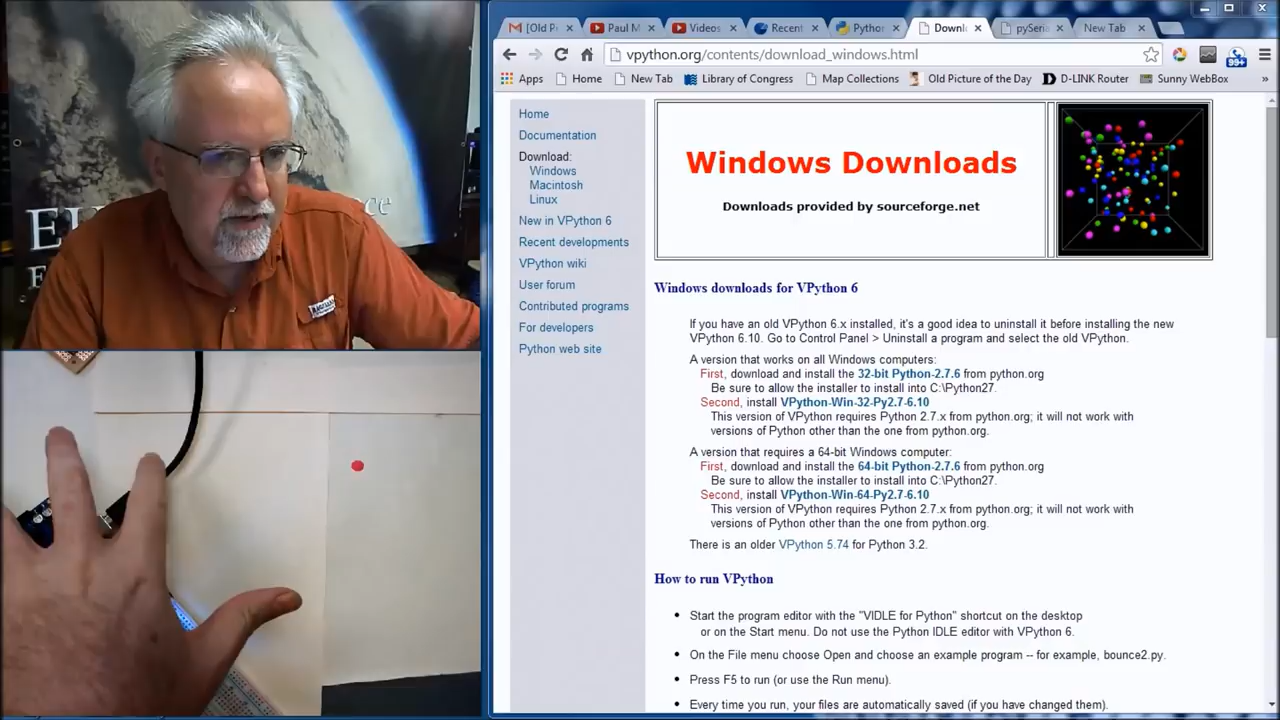 [Old P
Paul M
Videos
Recent
Python
Downl
pySeria
New Tab
vpython.org/contents/download_windows.html
99+
Apps
Home
New Tab
Library of Congress
Map Collections
Old Picture of the Day
D-LINK Router
Sunny WebBox
»
Home
Documentation
Download:
Windows
Macintosh
Linux
New in VPython 6
Recent developments
VPython wiki
User forum
Contributed programs
For developers
Python web site
Windows Downloads
Downloads provided by sourceforge.net
Windows downloads for VPython 6
If you have an old VPython 6.x installed, it's a good idea to uninstall it before installing the new
VPython 6.10. Go to Control Panel > Uninstall a program and select the old VPython.
A version that works on all Windows computers:
First, download and install the 32-bit Python-2.7.6 from python.org
Be sure to allow the installer to install into C:\Python27.
Second, install VPython-Win-32-Py2.7-6.10
This version of VPython requires Python 2.7.x from python.org; it will not work with
versions of Python other than the one from python.org.
A version that requires a 64-bit Windows computer:
First, download and install the 64-bit Python-2.7.6 from python.org
Be sure to allow the installer to install into C:\Python27.
Second, install VPython-Win-64-Py2.7-6.10
This version of VPython requires Python 2.7.x from python.org; it will not work with
versions of Python other than the one from python.org.
There is an older VPython 5.74 for Python 3.2.
How to run VPython
• Start the program editor with the "VIDLE for Python" shortcut on the desktop
or on the Start menu. Do not use the Python IDLE editor with VPython 6.
• On the File menu choose Open and choose an example program -- for example, bounce2.py.
• Press F5 to run (or use the Run menu).
• Every time you run, your files are automatically saved (if you have changed them).